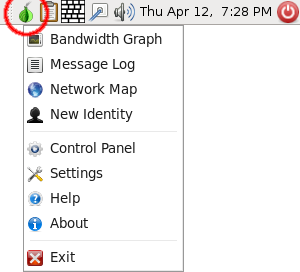 Thu Apr 12, 7:28 PM
Bandwidth Graph
Message Log
Network Map
New Identity
Control Panel
Settings
Help
About
Exit